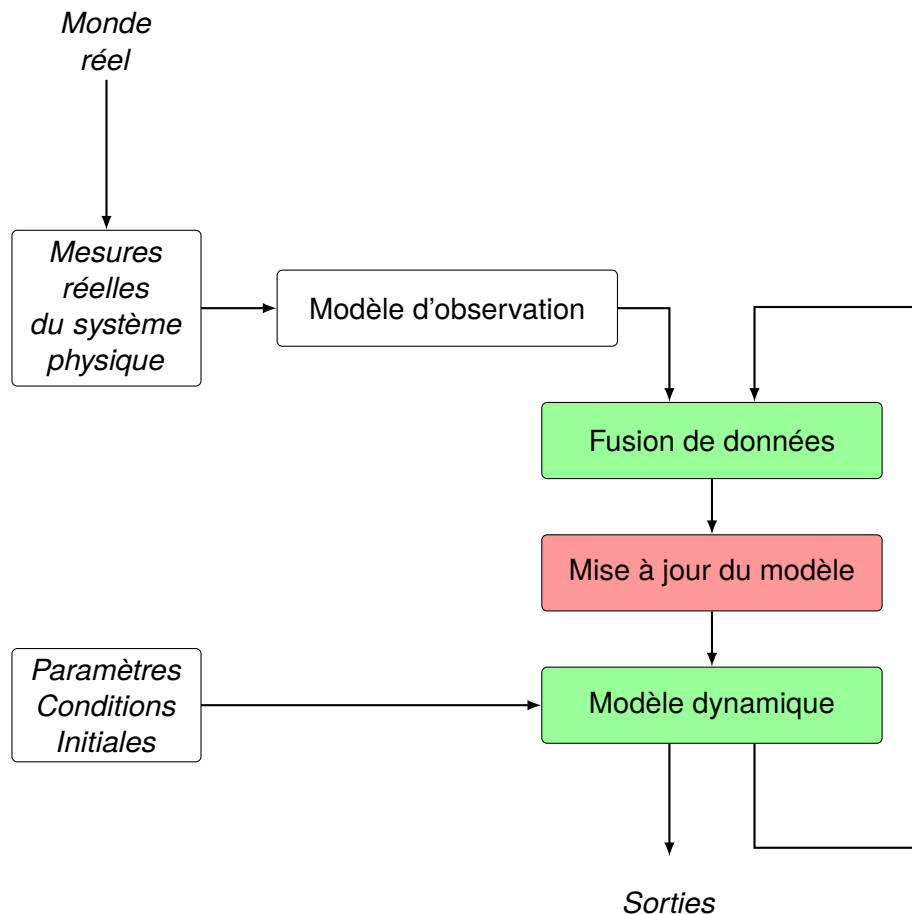 Monde
réel
Mesures
réelles
du système
physique
Modèle d'observation
Fusion de données
Mise à jour du modèle
Paramètres
Conditions
Initiales
Modèle dynamique
Sorties